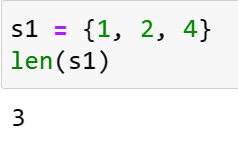 s1 = {1, 2, 4}
len(s1)
3